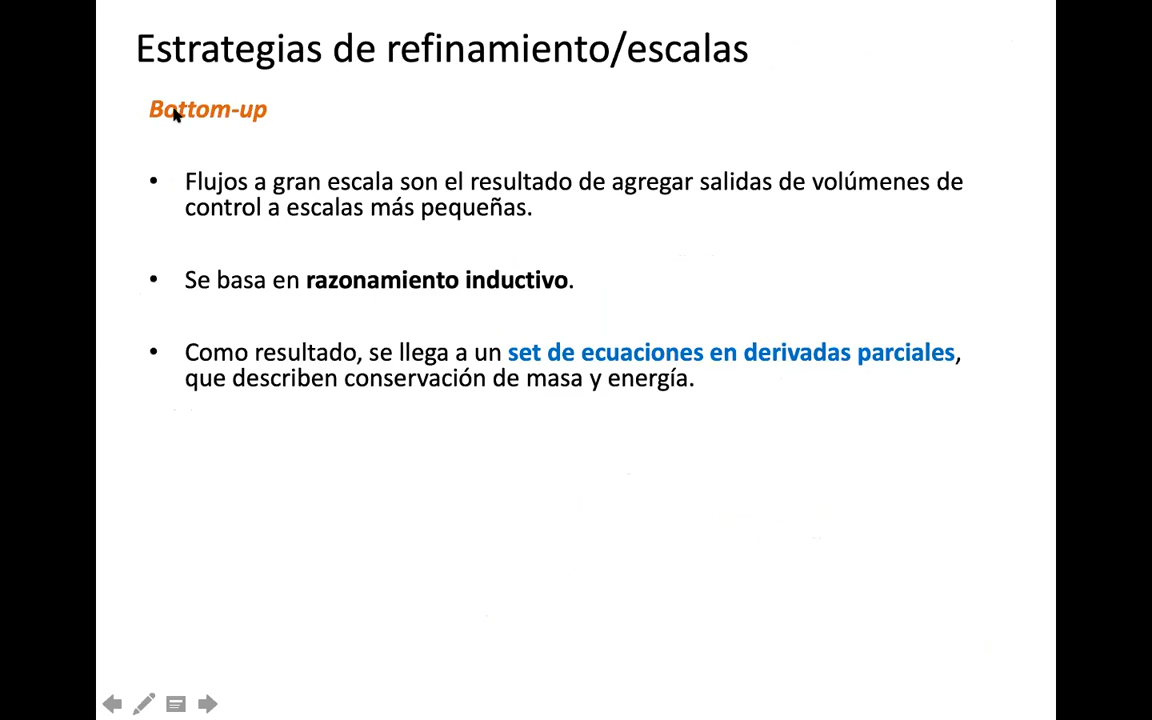 Estrategias de refinamiento/escalas
Bottom-up
• Flujos a gran escala son el resultado de agregar salidas de volúmenes de
control a escalas más pequeñas.
• Se basa en razonamiento inductivo.
• Como resultado, se llega a un set de ecuaciones en derivadas parciales,
que describen conservación de masa y energía.